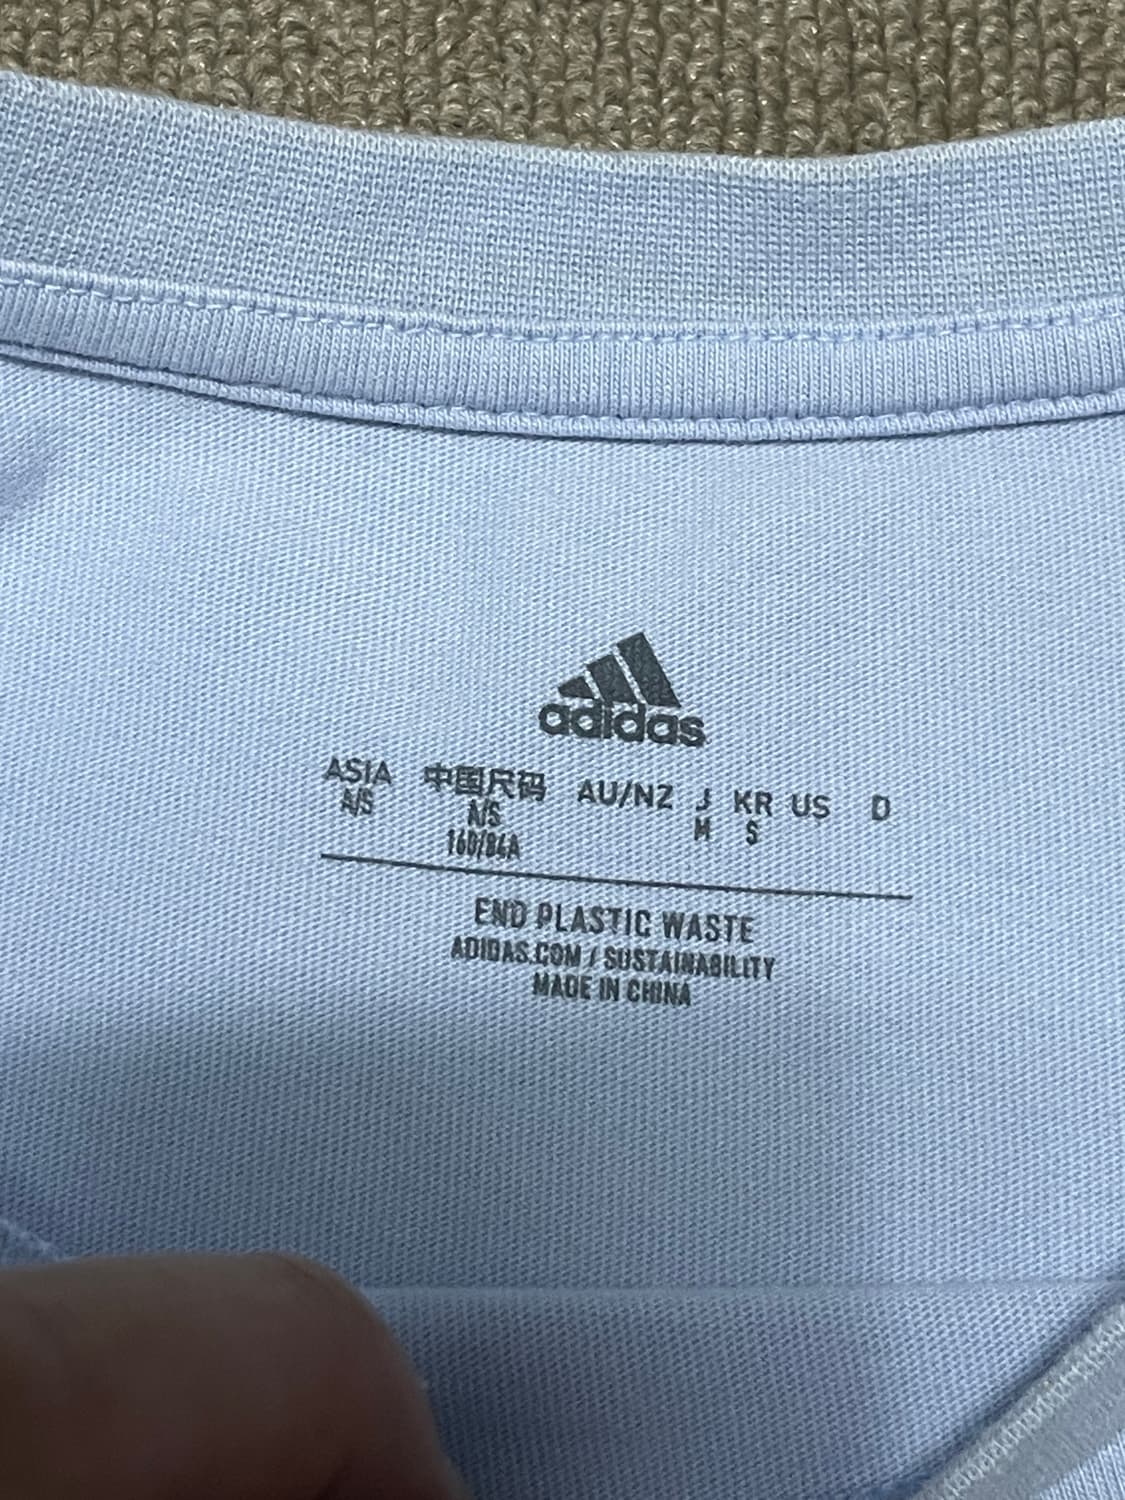 adidas
ASIA 中国尺码 AU/NZ J KR US D
A/S A/S M S
160/84A
END PLASTIC WASTE
ADIDAS.COM / SUSTAINABILITY
MADE IN CHINA